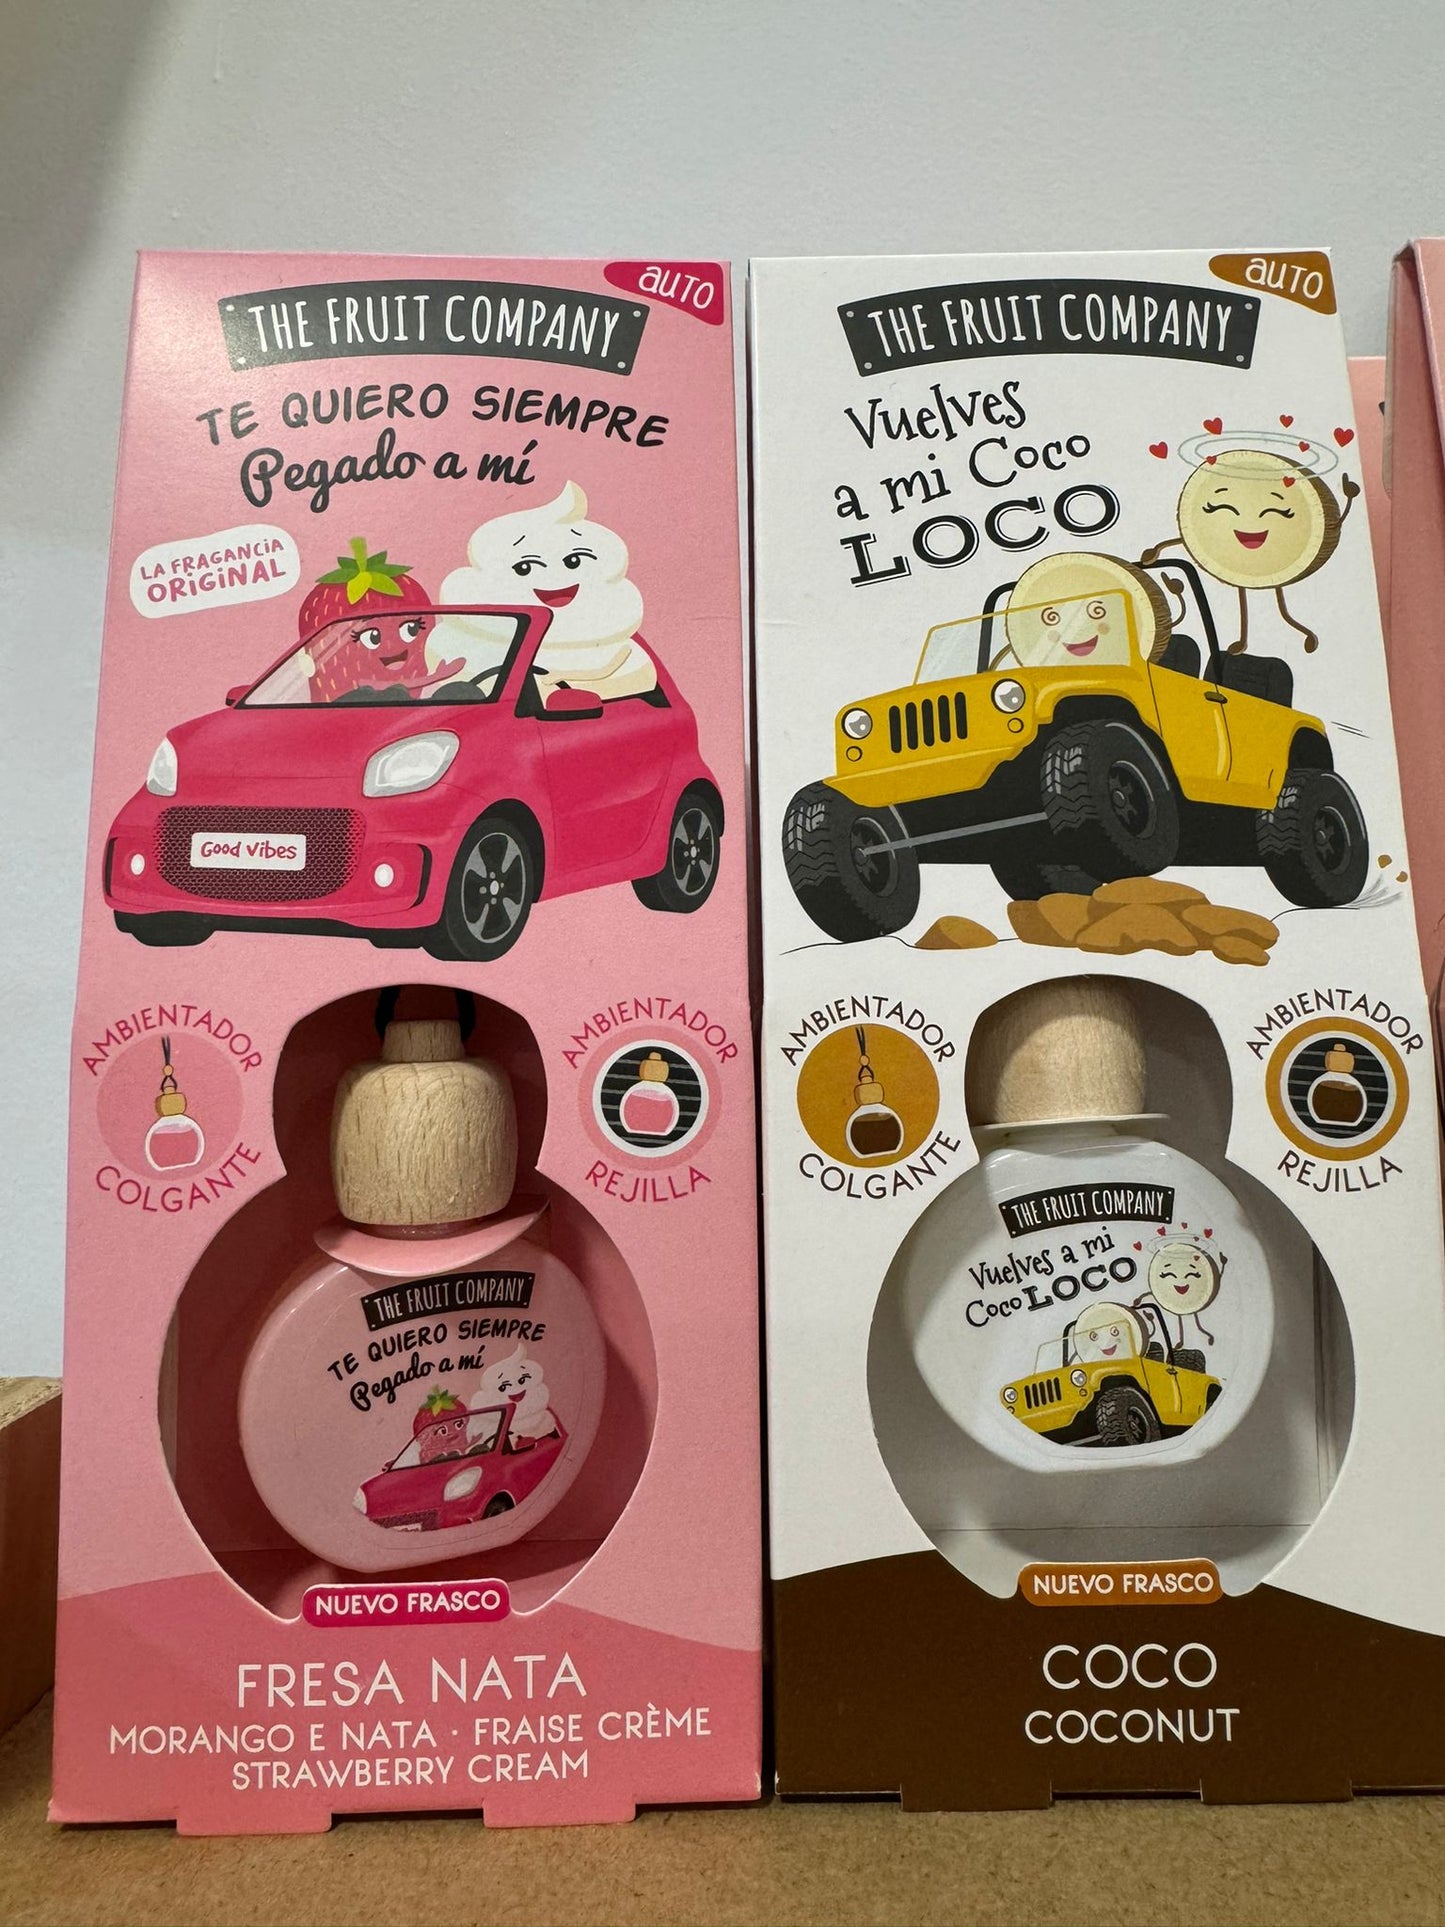 auto
THE FRUIT COMPANY
TE QUIERO SIEMPRE
Pegado a mí
LA FRAGANCIA
ORIGINAL
Good Vibes
AMBIENTADOR
COLGANTE
AMBIENTADOR
REJILLA
THE FRUIT COMPANY
TE QUIERO SIEMPRE
Pegado a mí
NUEVO FRASCO
FRESA NATA
MORANGO E NATA · FRAISE CRÈME
STRAWBERRY CREAM
auto
THE FRUIT COMPANY
Vuelves
a mi Coco
LOCO
AMBIENTADOR
COLGANTE
AMBIENTADOR
REJILLA
THE FRUIT COMPANY
Vuelves a mi
Coco LOCO
NUEVO FRASCO
COCO
COCONUT